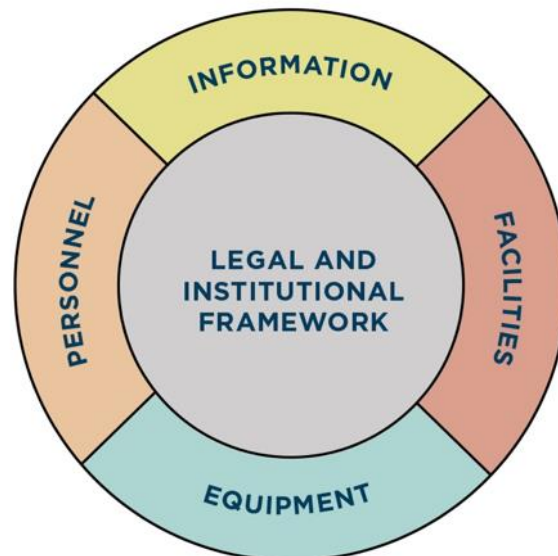 INFORMATION
PERSONNEL
LEGAL AND
INSTITUTIONAL
FRAMEWORK
FACILITIES
EQUIPMENT